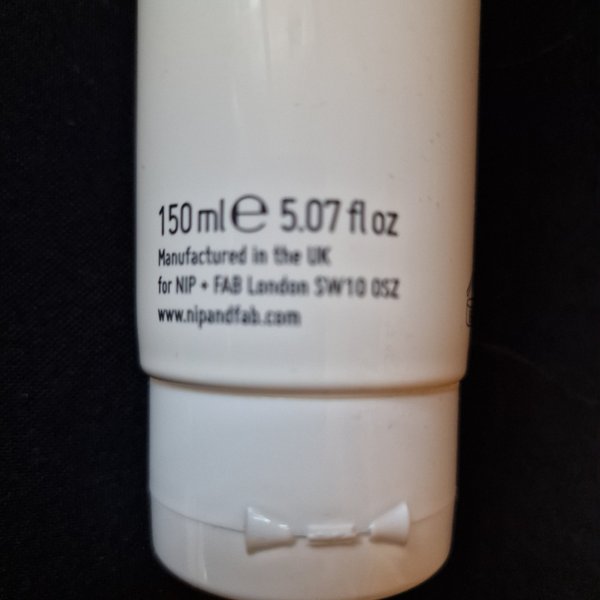 150 ml ℮ 5.07 fl oz
Manufactured in the UK
for NIP + FAB London SW10 0SZ
www.nipandfab.com